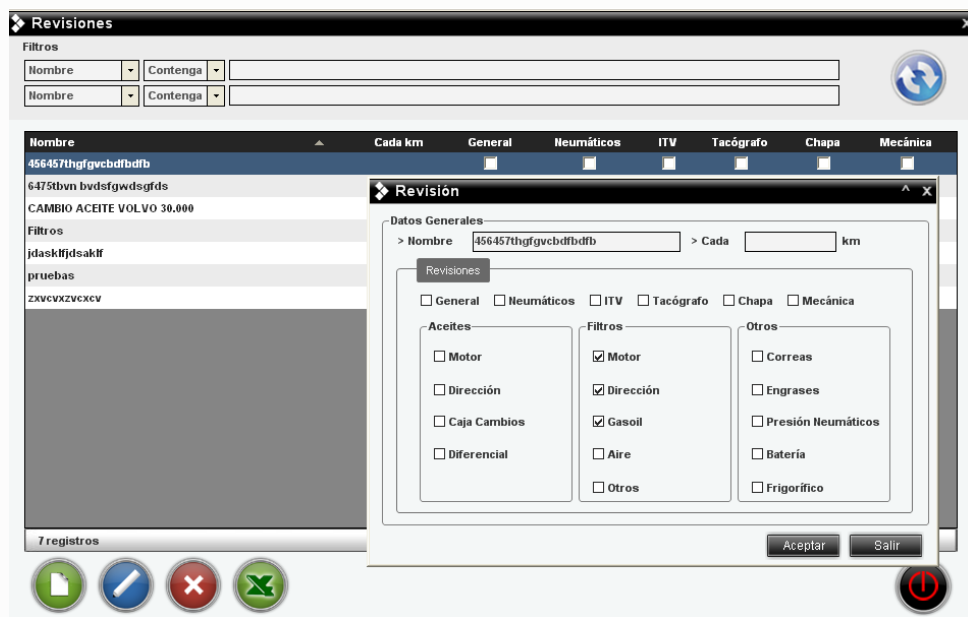 Revisiones x
Filtros
Nombre Contenga
Nombre Contenga
Nombre Cada km General Neumáticos ITV Tacógrafo Chapa Mecánica
456457thgfgvcbdfbdfb
6475tbvn bvdsfgwdsgfds
CAMBIO ACEITE VOLVO 30.000
Filtros
jdasklfjdsaklf
pruebas
zxvcvxzvcxcv
7 registros
Revisión ^ x
Datos Generales
> Nombre 456457thgfgvcbdfbdfb > Cada km
Revisiones
General Neumáticos ITV Tacógrafo Chapa Mecánica
Aceites Filtros Otros
Motor Motor Correas
Dirección Dirección Engrases
Caja Cambios Gasoil Presión Neumáticos
Diferencial Aire Batería
Otros Frigorífico
Aceptar Salir